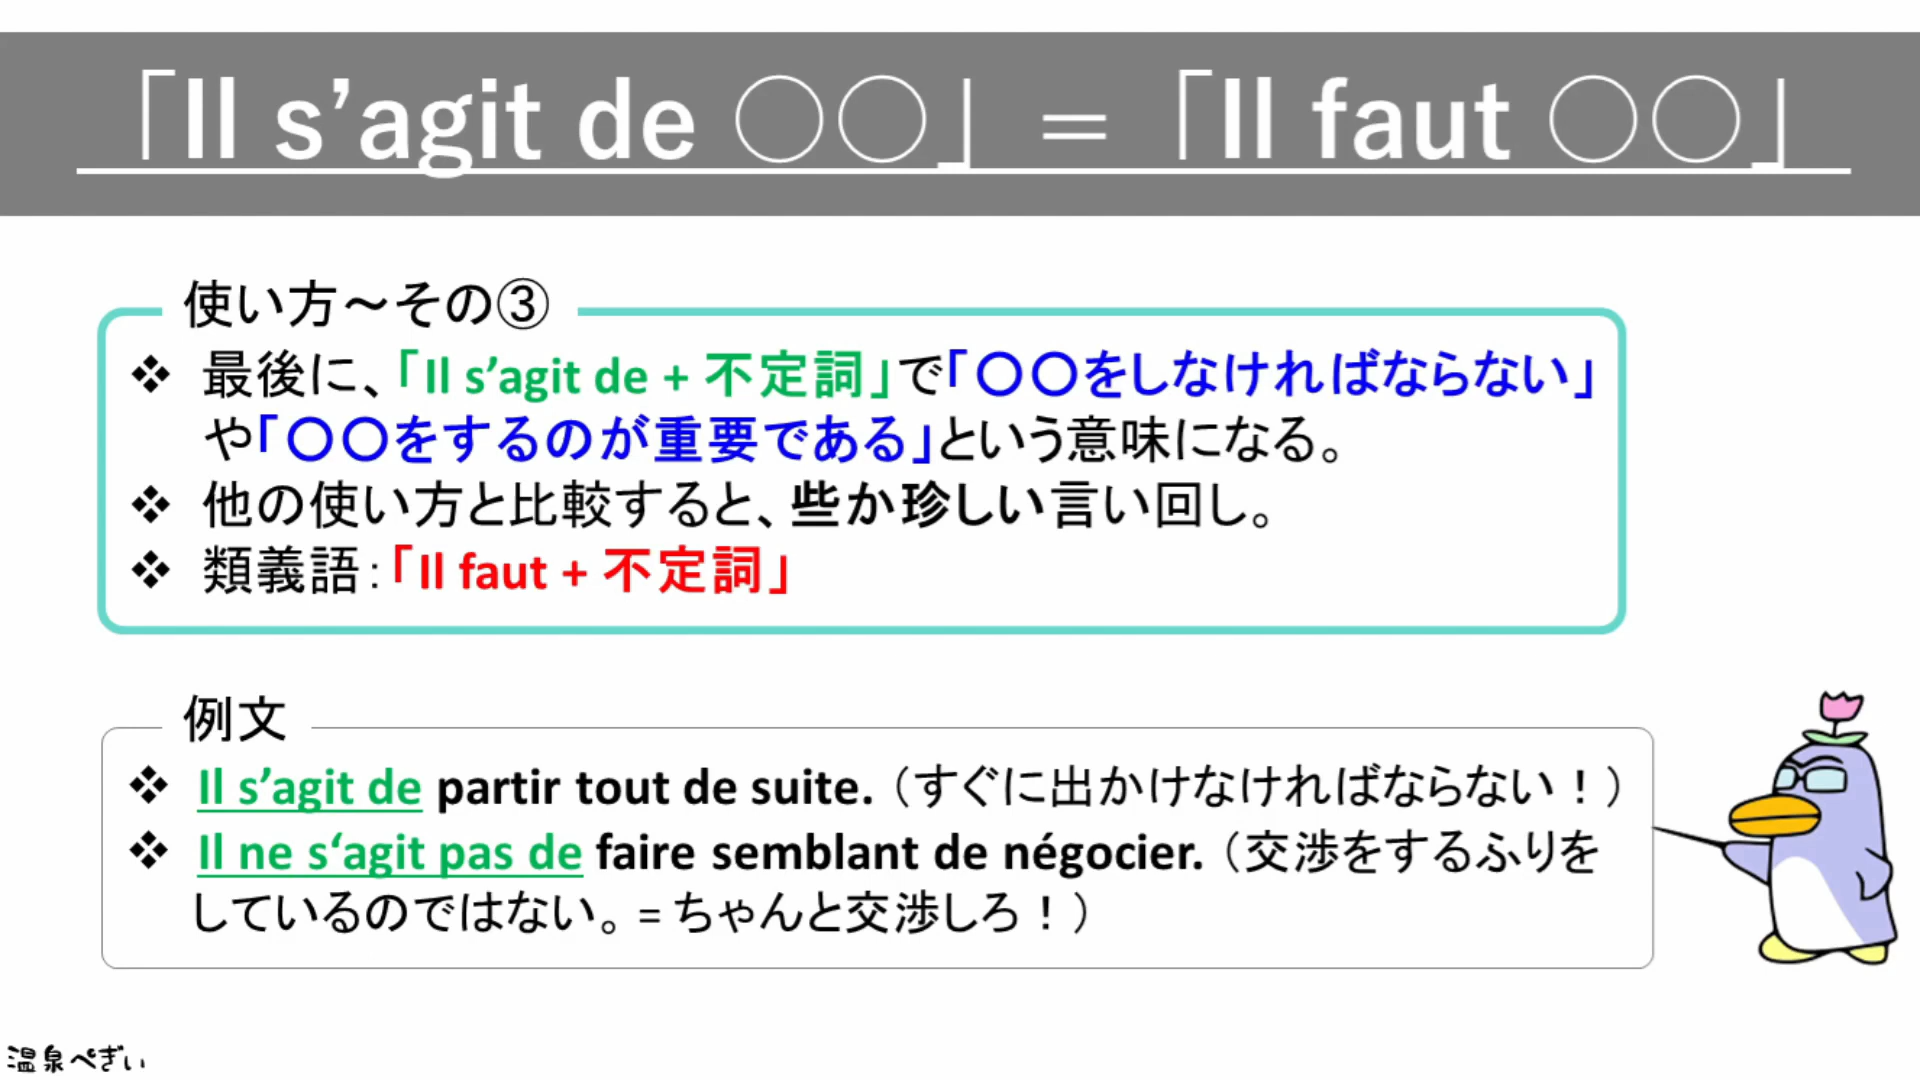 「Il s’agit de 〇〇」 = 「Il faut 〇〇」
使い方～その③
❖ 最後に、「Il s’agit de + 不定詞」で「〇〇をしなければならない」
や「〇〇をするのが重要である」という意味になる。
❖ 他の使い方と比較すると、些か珍しい言い回し。
❖ 類義語：「Il faut + 不定詞」
例文
❖ Il s’agit de partir tout de suite. （すぐに出かけなければならない！）
❖ Il ne s‘agit pas de faire semblant de négocier. （交渉をするふりを
しているのではない。 = ちゃんと交渉しろ！）
温泉ぺぎぃ